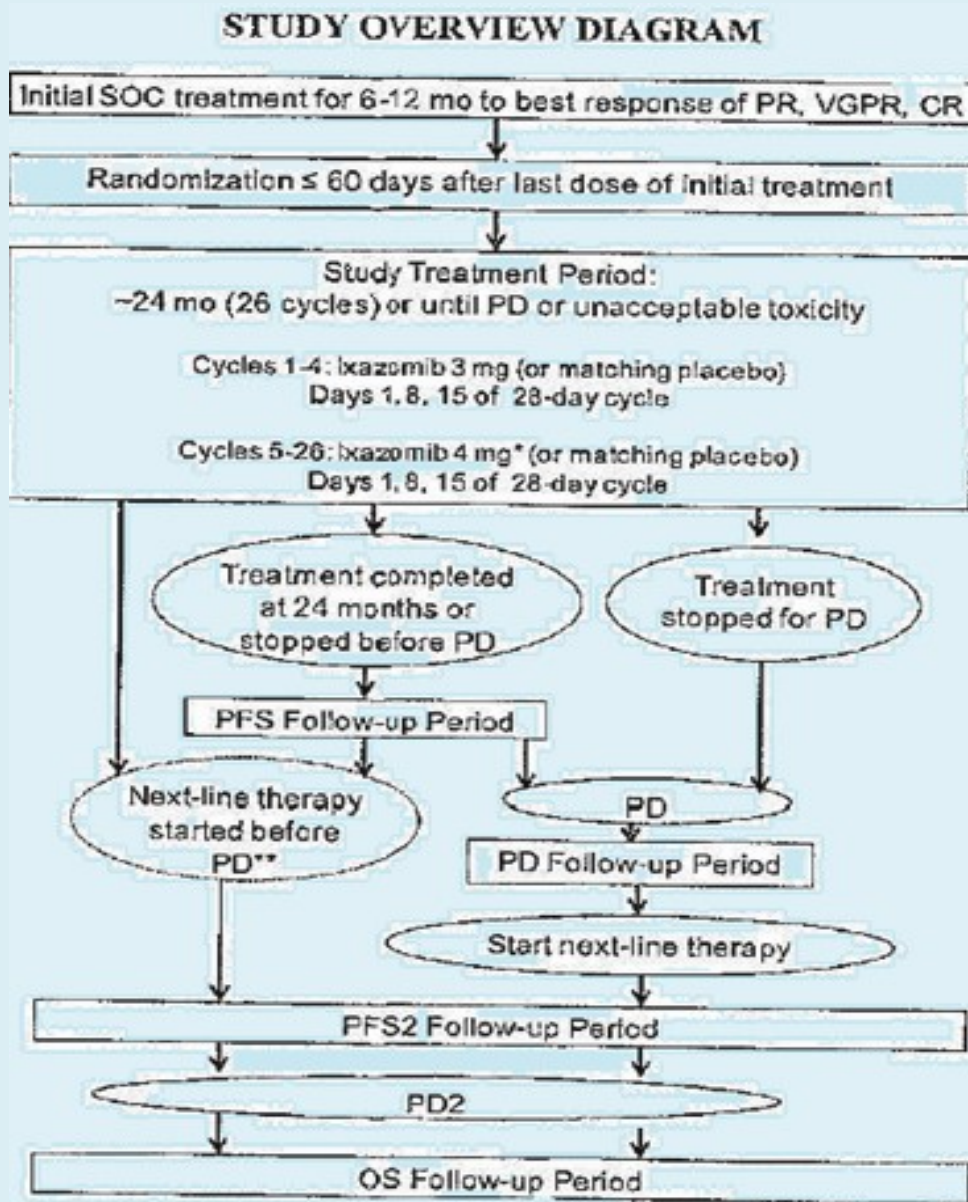 STUDY OVERVIEW DIAGRAM
Initial SOC treatment for 6-12 mo to best response of PR, VGPR, CR
Randomization ≤ 60 days after last dose of initial treatment
Study Treatment Period:
~24 mo (26 cycles) or until PD or unacceptable toxicity
Cycles 1-4: Ixazomib 3 mg (or matching placebo)
Days 1, 8, 15 of 28-day cycle
Cycles 5-26: Ixazomib 4 mg* (or matching placebo)
Days 1, 8, 15 of 28-day cycle
Treatment completed
at 24 months or
stopped before PD
Treatment
stopped for PD
PFS Follow-up Period
Next-line therapy
started before
PD**
PD
PD Follow-up Period
Start next-line therapy
PFS2 Follow-up Period
PD2
OS Follow-up Period